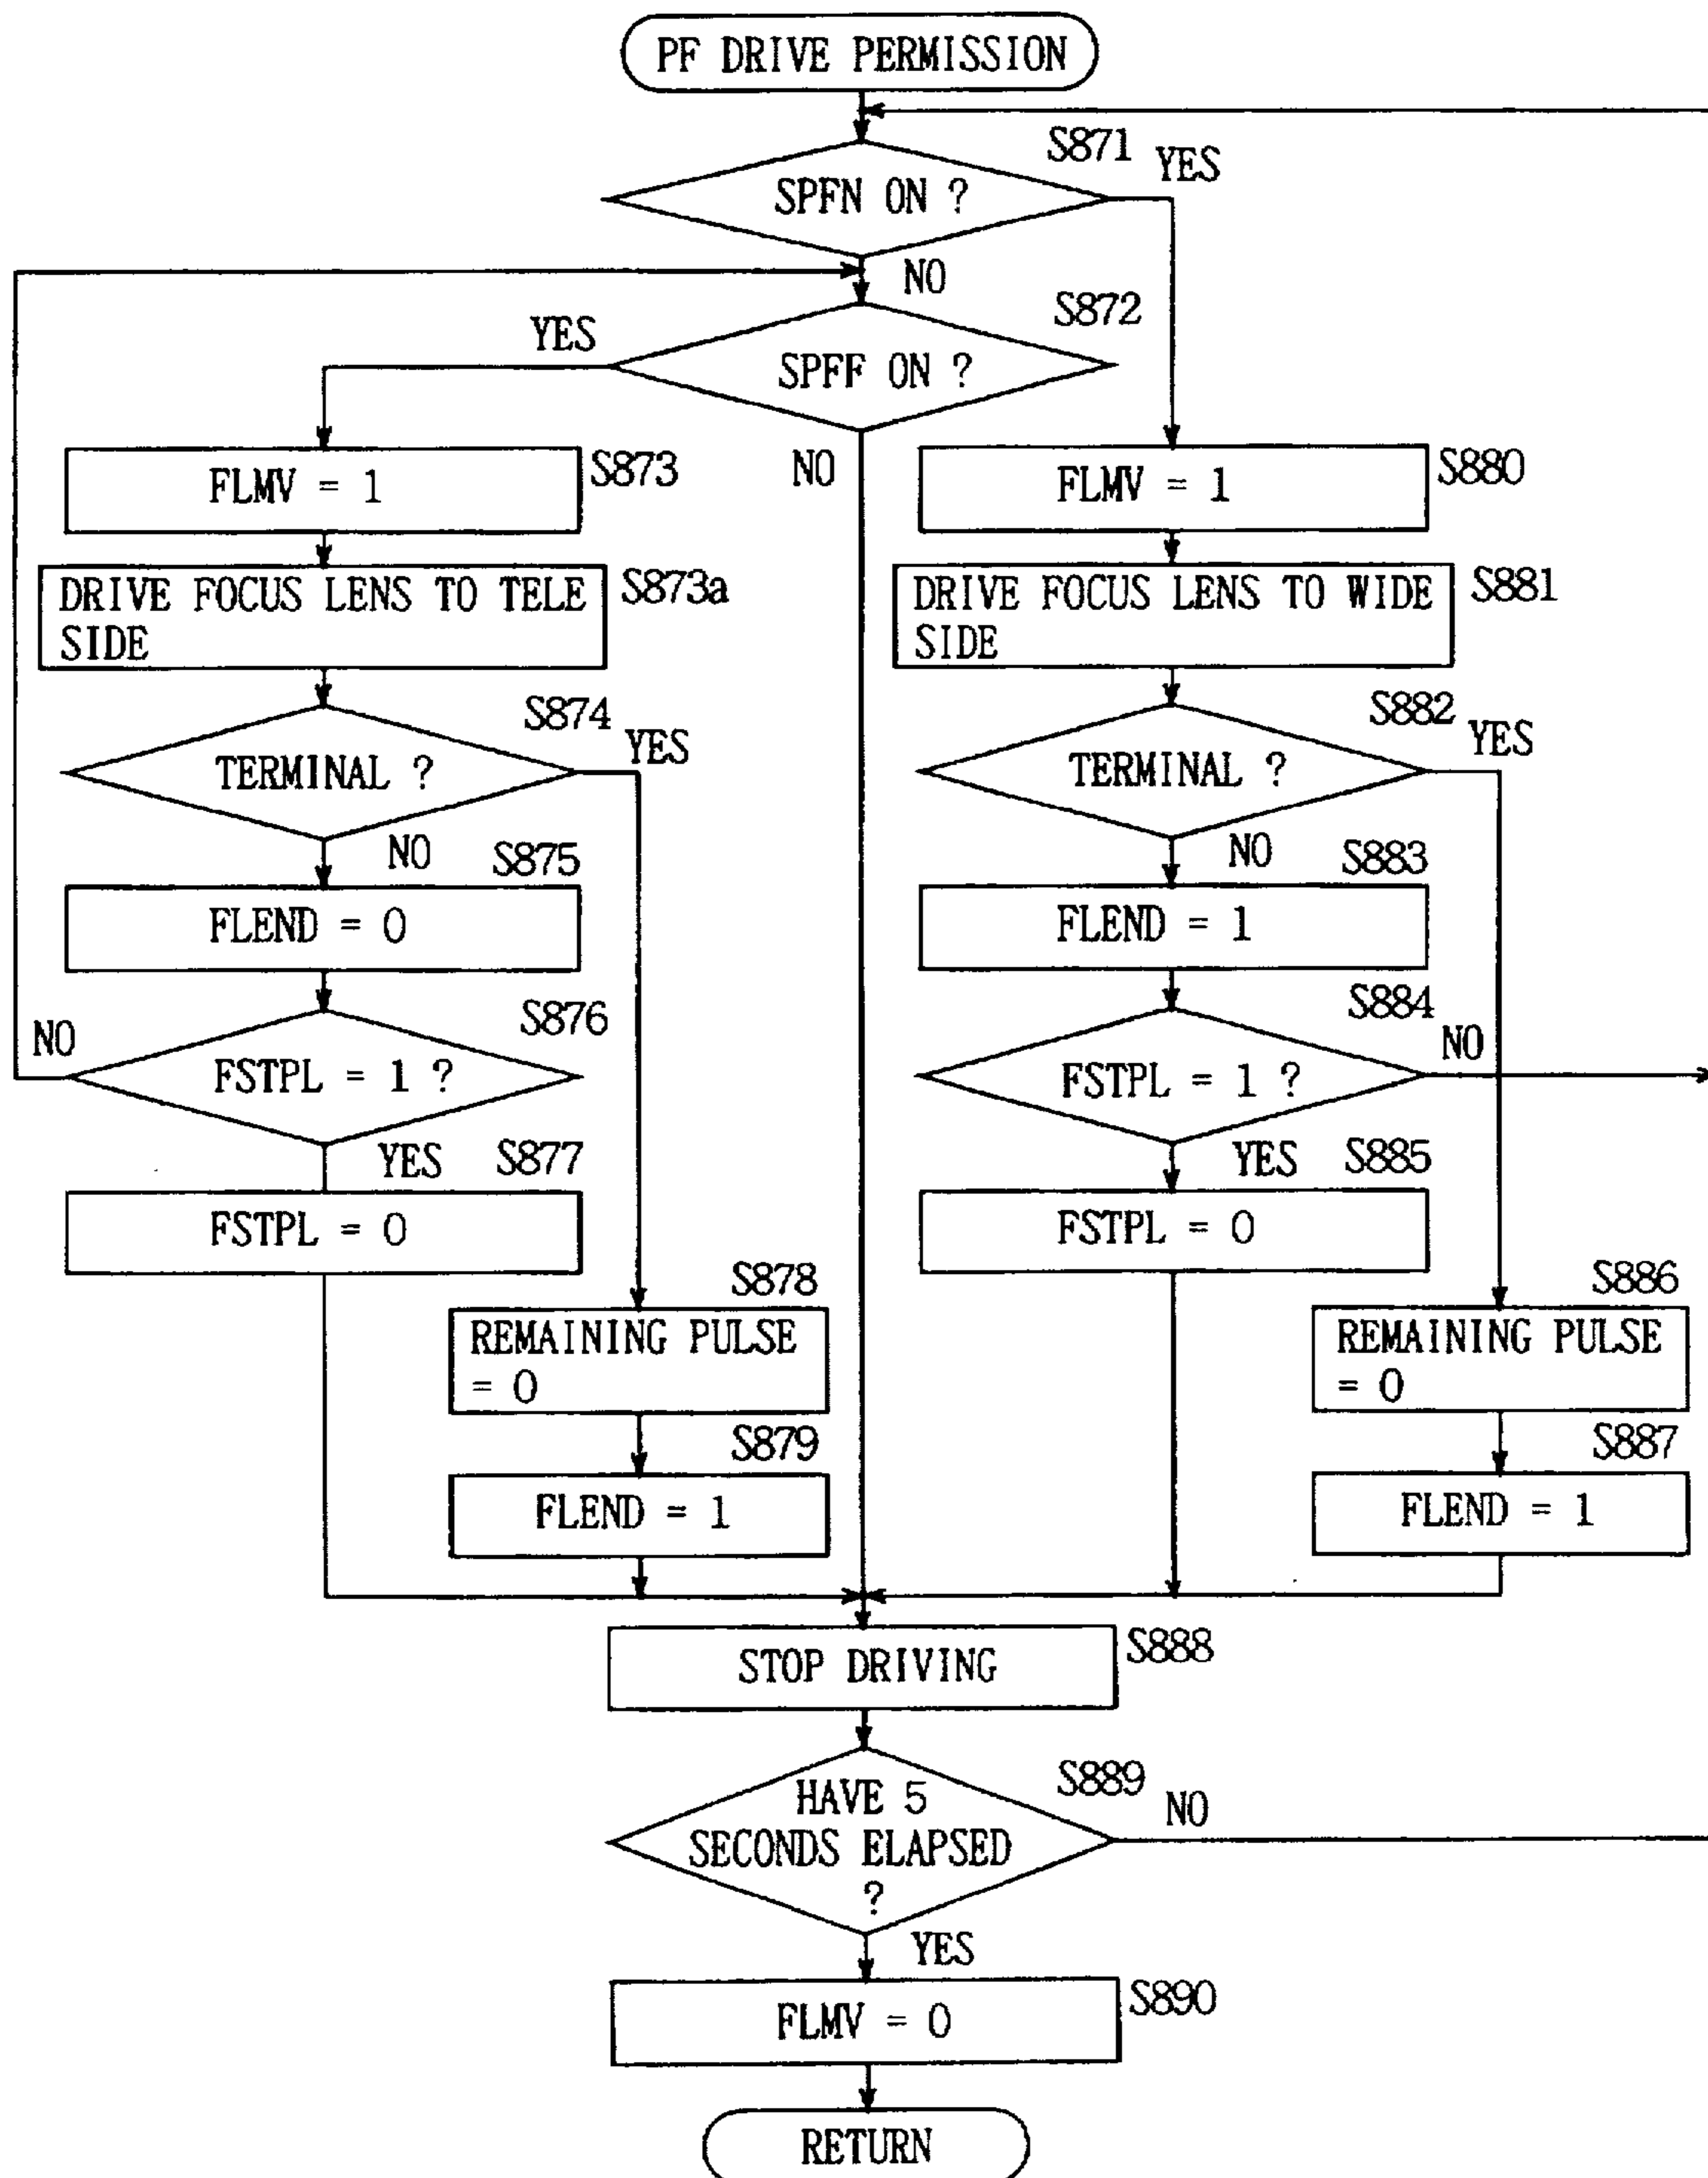 PF DRIVE PERMISSION
S871
YES
SPFN ON ?
NO
S872
YES
SPFF ON ?
NO
S873
FLMV = 1
S880
FLMV = 1
DRIVE FOCUS LENS TO TELE
SIDE
S873a
DRIVE FOCUS LENS TO WIDE
SIDE
S881
S874
YES
TERMINAL ?
S882
YES
TERMINAL ?
NO
S875
NO
S883
FLEND = 0
FLEND = 1
S876
NO
FSTPL = 1 ?
S884
NO
FSTPL = 1 ?
YES
S877
YES
S885
FSTPL = 0
FSTPL = 0
S878
REMAINING PULSE
= 0
S886
REMAINING PULSE
= 0
S879
FLEND = 1
S887
FLEND = 1
STOP DRIVING
S888
S889
HAVE 5
SECONDS ELAPSED
?
NO
YES
FLMV = 0
S890
RETURN